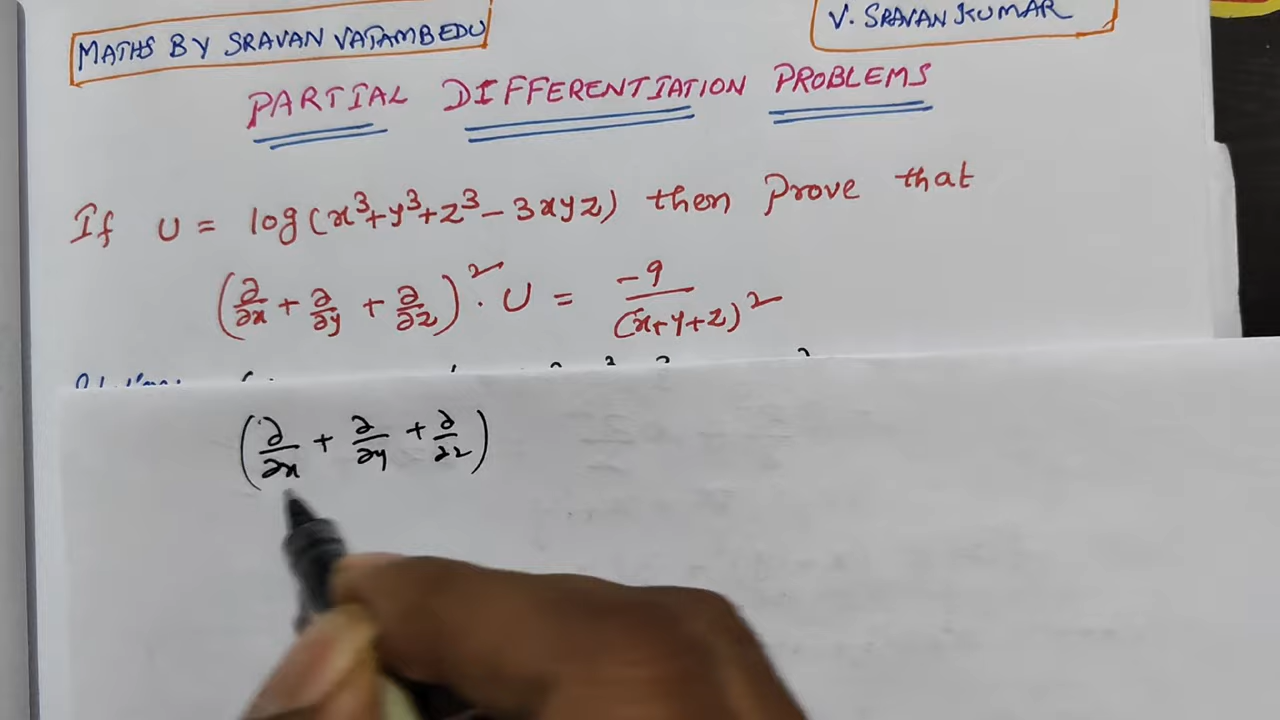 MATHS BY SRAVAN VATAMBEDU
V. SRAVAN KUMAR
PARTIAL DIFFERENTIATION PROBLEMS
If U = log(x³+y³+z³-3xyz) then prove that
(∂/∂x + ∂/∂y + ∂/∂z)² · U = -9/(x+y+z)²
(∂/∂x + ∂/∂y + ∂/∂z)